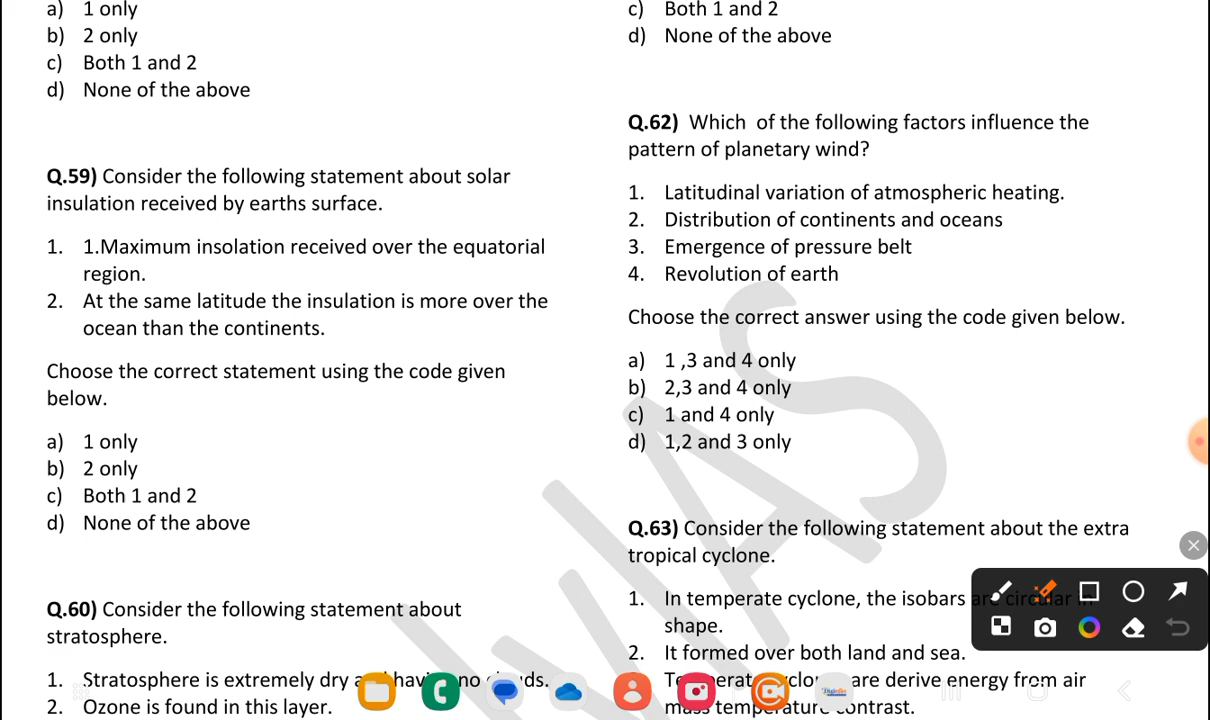 a) 1 only
b) 2 only
c) Both 1 and 2
d) None of the above
Q.59) Consider the following statement about solar
insulation received by earths surface.
1. 1.Maximum insolation received over the equatorial
region.
2. At the same latitude the insulation is more over the
ocean than the continents.
Choose the correct statement using the code given
below.
a) 1 only
b) 2 only
c) Both 1 and 2
d) None of the above
Q.60) Consider the following statement about
stratosphere.
1. Stratosphere is extremely dry no
2. Ozone is found in this layer.
c) Both 1 and 2
d) None of the above
Q.62) Which of the following factors influence the
pattern of planetary wind?
1. Latitudinal variation of atmospheric heating.
2. Distribution of continents and oceans
3. Emergence of pressure belt
4. Revolution of earth
Choose the correct answer using the code given below.
a) 1 ,3 and 4 only
b) 2,3 and 4 only
c) 1 and 4 only
d) 1,2 and 3 only
Q.63) Consider the following statement about the extra
tropical cyclone.
1. In temperate cyclone, the isobars are circular in
shape.
2. It formed over both land and sea.
are derive energy from air
mass temperature contrast.
IAS